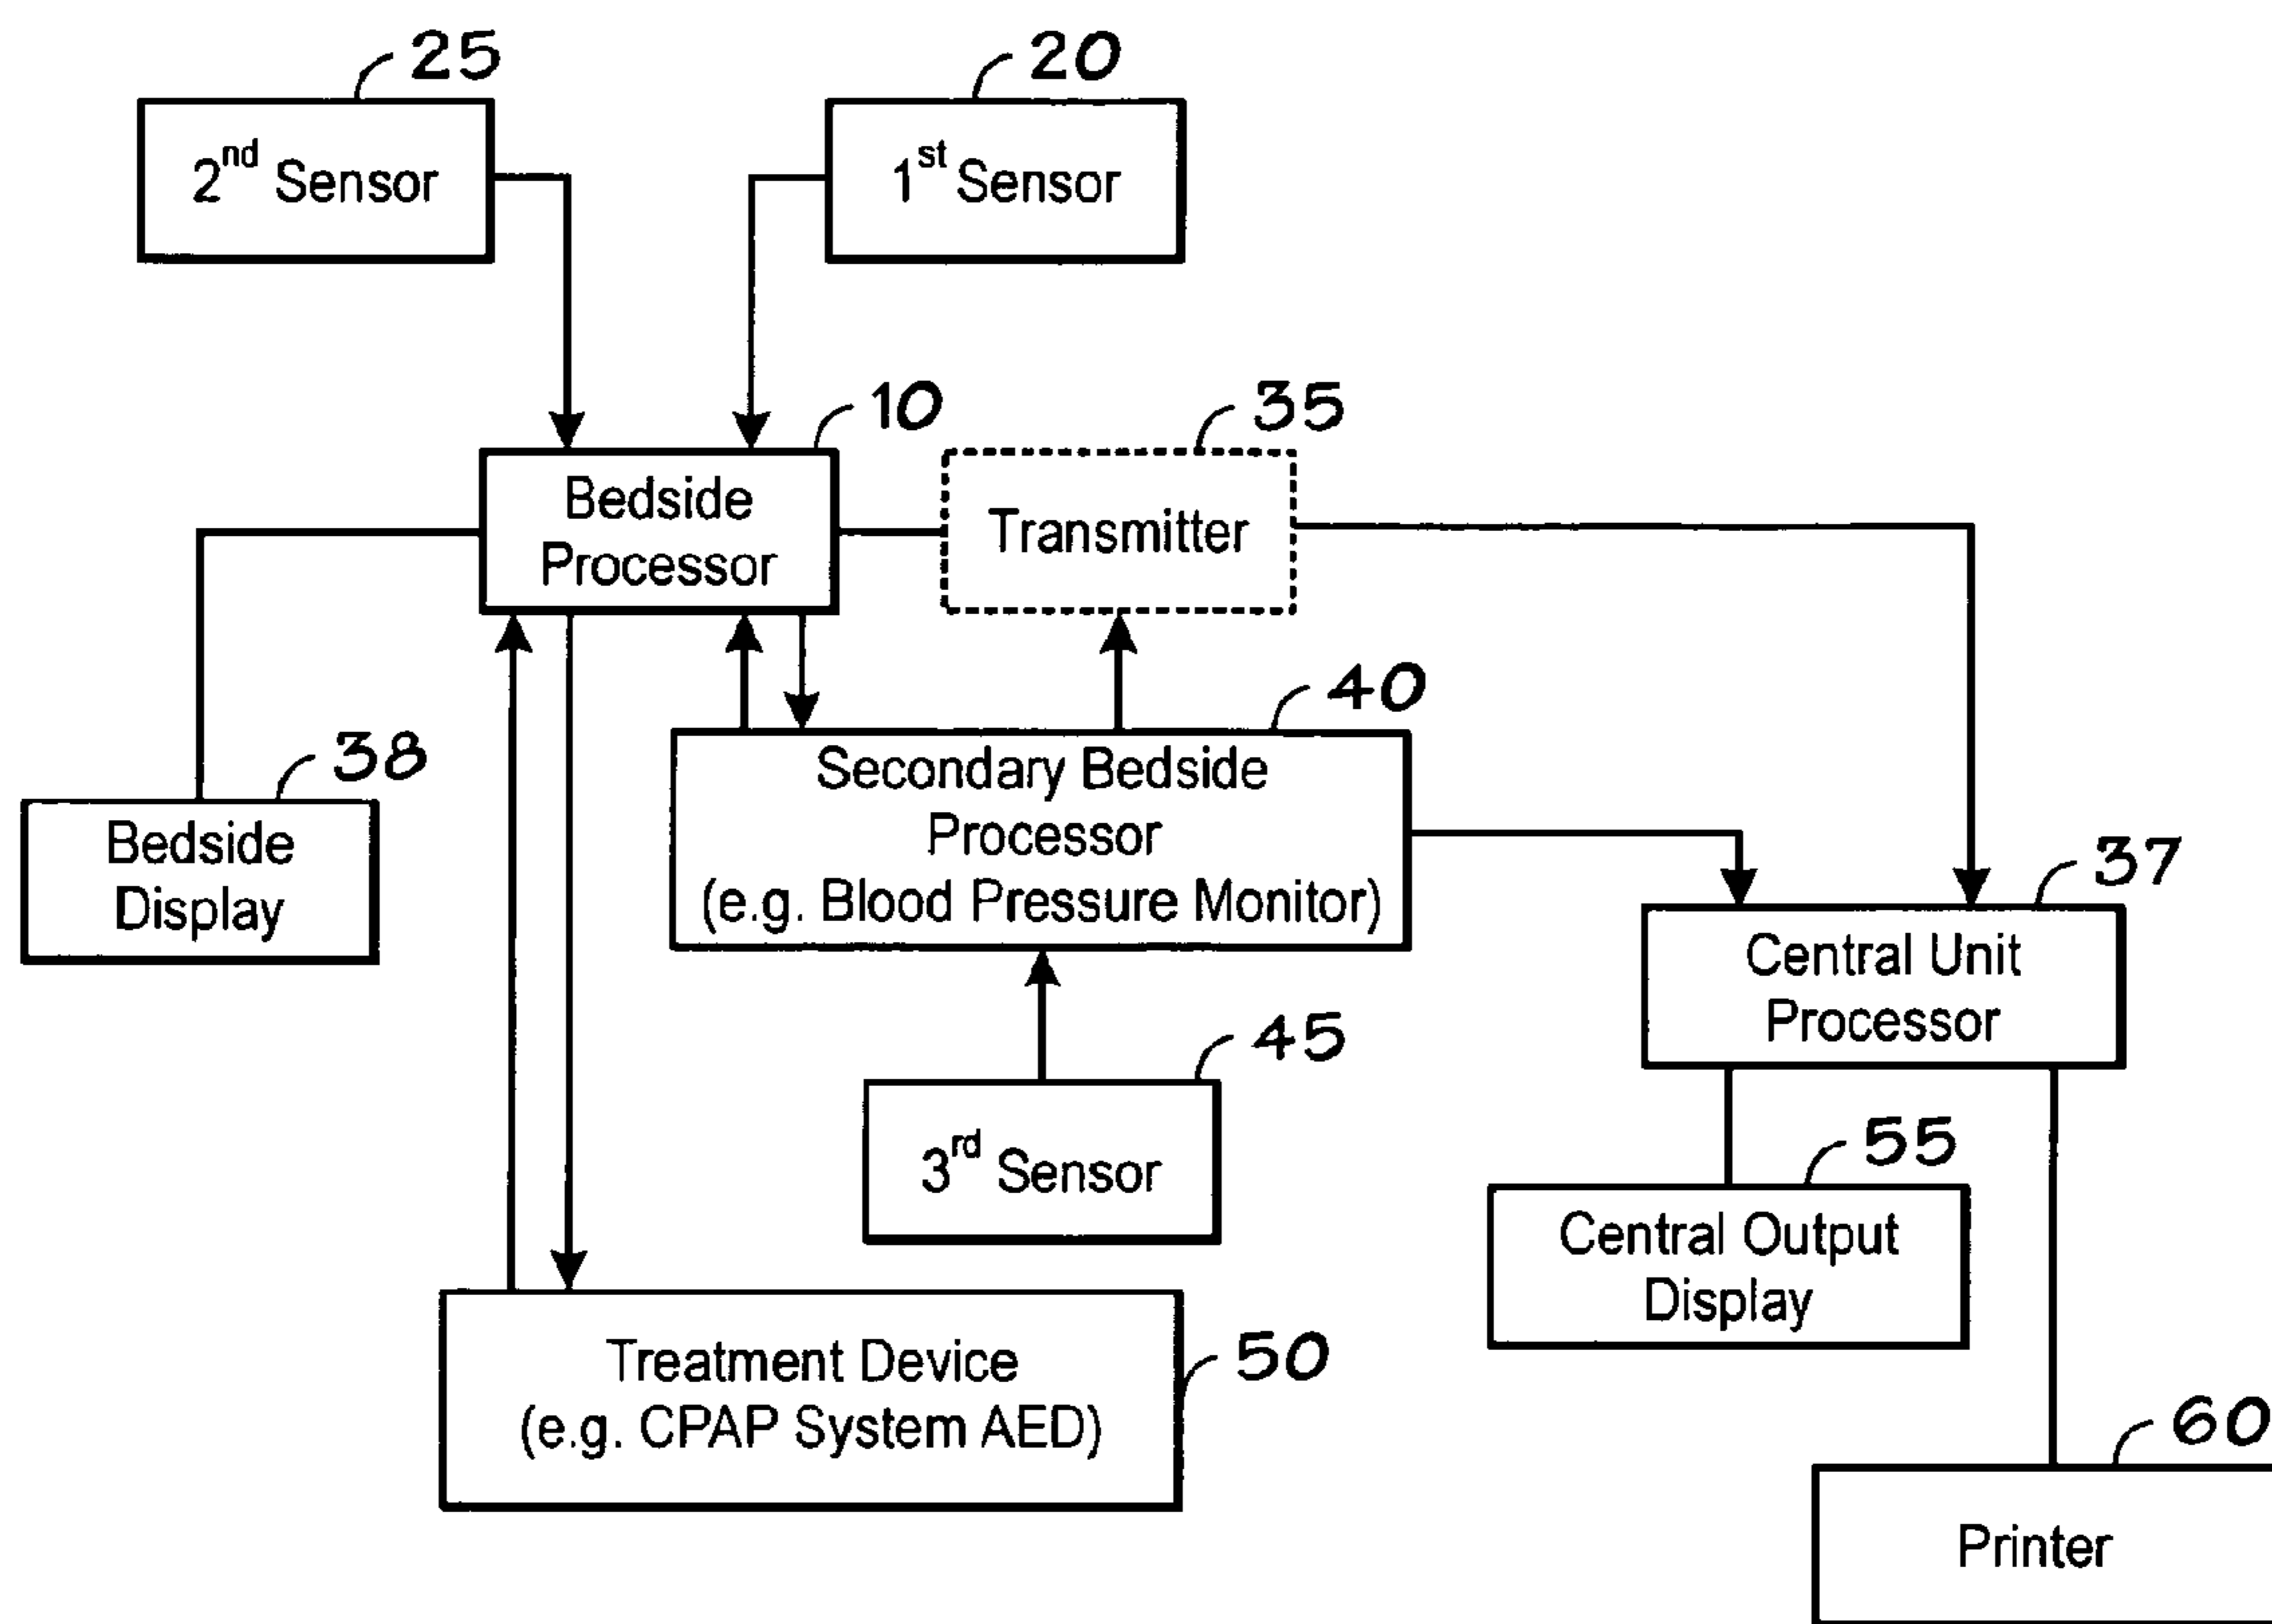 25
20
2nd Sensor
1st Sensor
10
35
Bedside
Processor
Transmitter
40
38
Secondary Bedside
Processor
(e.g. Blood Pressure Monitor)
Bedside
Display
37
Central Unit
Processor
45
3rd Sensor
55
Central Output
Display
50
Treatment Device
(e.g. CPAP System AED)
60
Printer